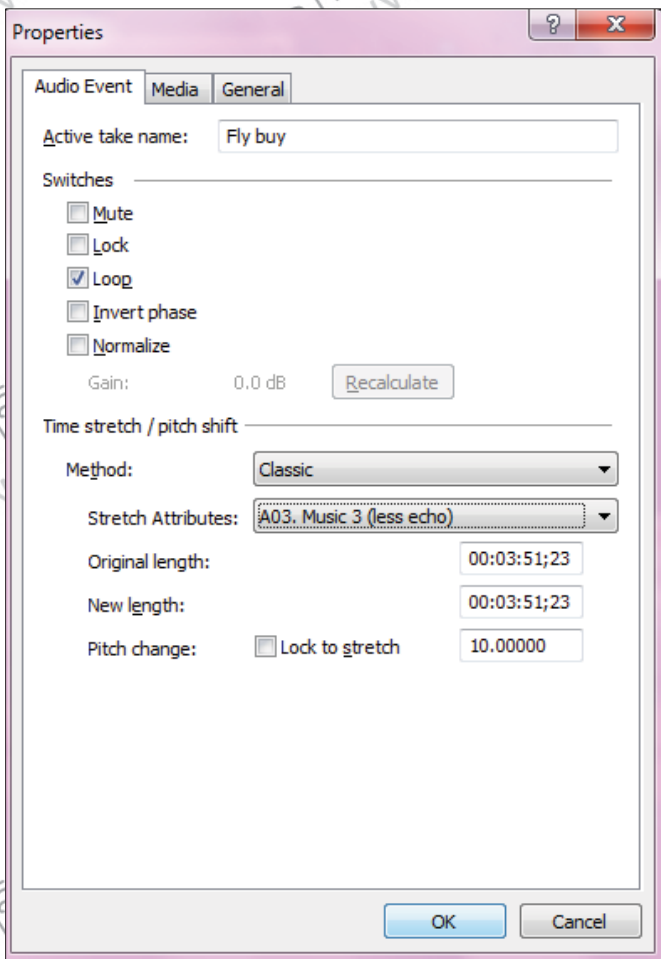 Properties
Audio Event Media General
Active take name: Fly buy
Switches
Mute
Lock
Loop
Invert phase
Normalize
Gain: 0.0 dB Recalculate
Time stretch / pitch shift
Method: Classic
Stretch Attributes: A03. Music 3 (less echo)
Original length: 00:03:51;23
New length: 00:03:51;23
Pitch change: Lock to stretch 10.00000
OK Cancel